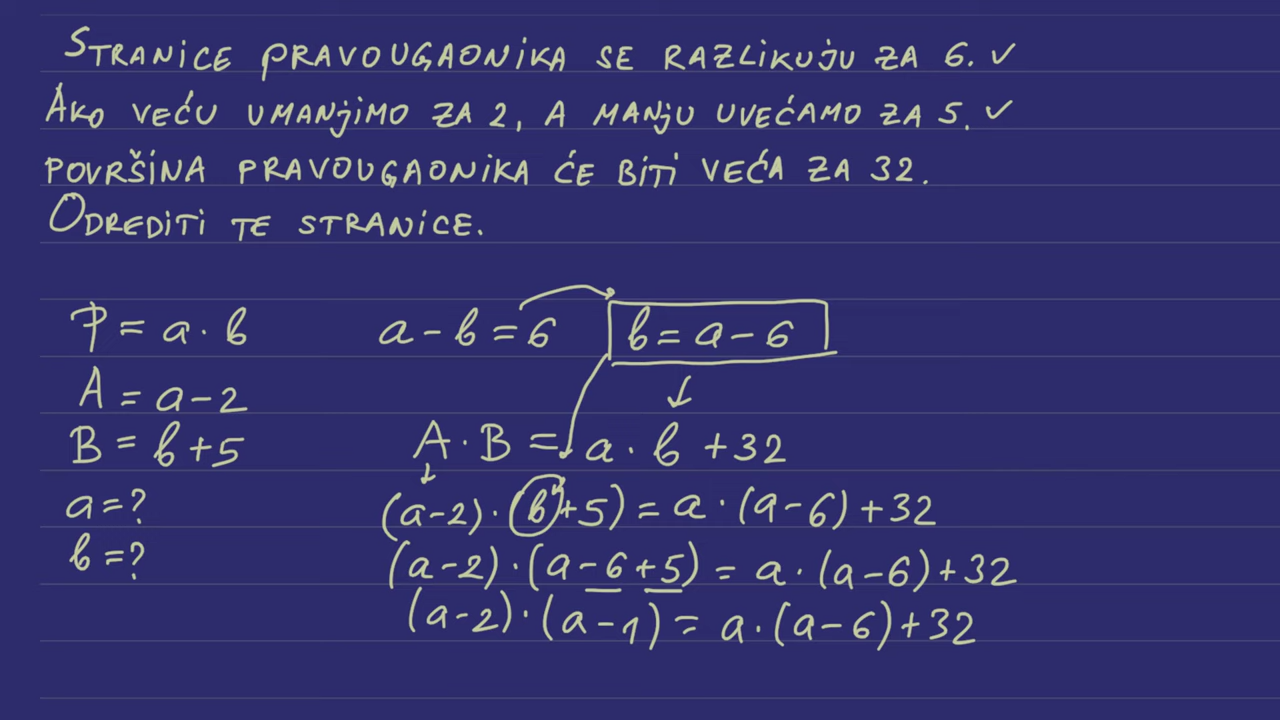 STRANICE PRAVOUGAONIKA SE RAZLIKUJU ZA 6. ✓
AKO VEĆU UMANJIMO ZA 2, A MANJU UVEĆAMO ZA 5. ✓
POVRŠINA PRAVOUGAONIKA ĆE BITI VEĆA ZA 32.
ODREDITI TE STRANICE.
P = a · b
a - b = 6
b = a - 6
A = a - 2
B = b + 5
A · B = a · b + 32
a = ?
(a - 2) · (b + 5) = a · (a - 6) + 32
b = ?
(a - 2) · (a - 6 + 5) = a · (a - 6) + 32
(a - 2) · (a - 1) = a · (a - 6) + 32